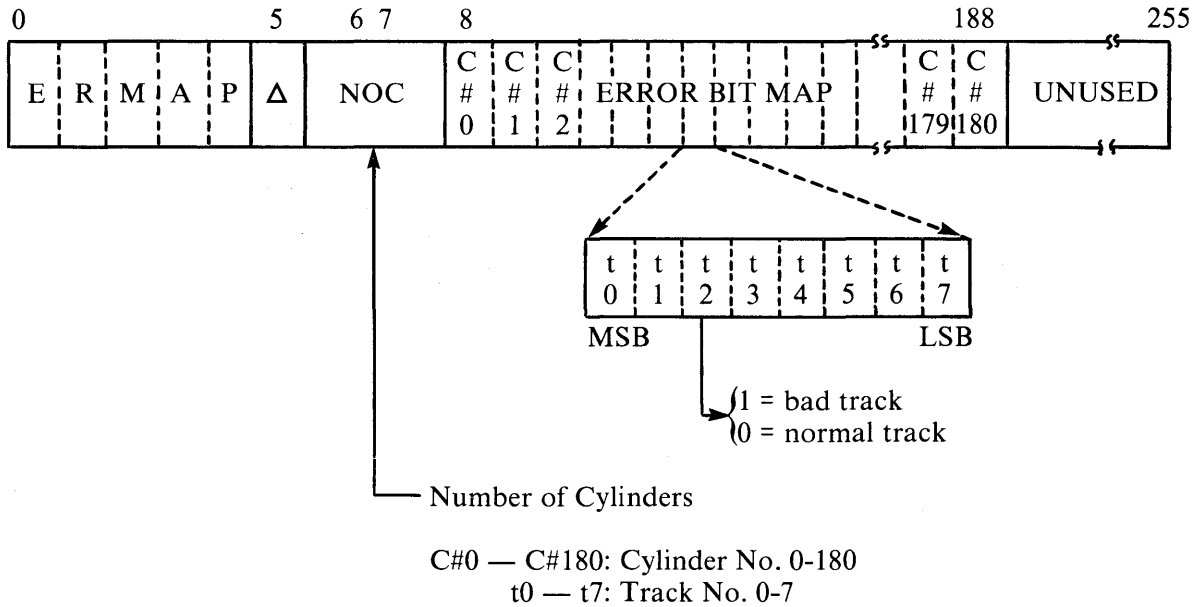 0 5 6 7 8 188 255
E R M A P Δ NOC C # 0 C # 1 C # 2 ERROR BIT MAP C # 179 C # 180 UNUSED
t 0 t 1 t 2 t 3 t 4 t 5 t 6 t 7
MSB LSB
1 = bad track
0 = normal track
Number of Cylinders
C#0 — C#180: Cylinder No. 0-180
t0 — t7: Track No. 0-7